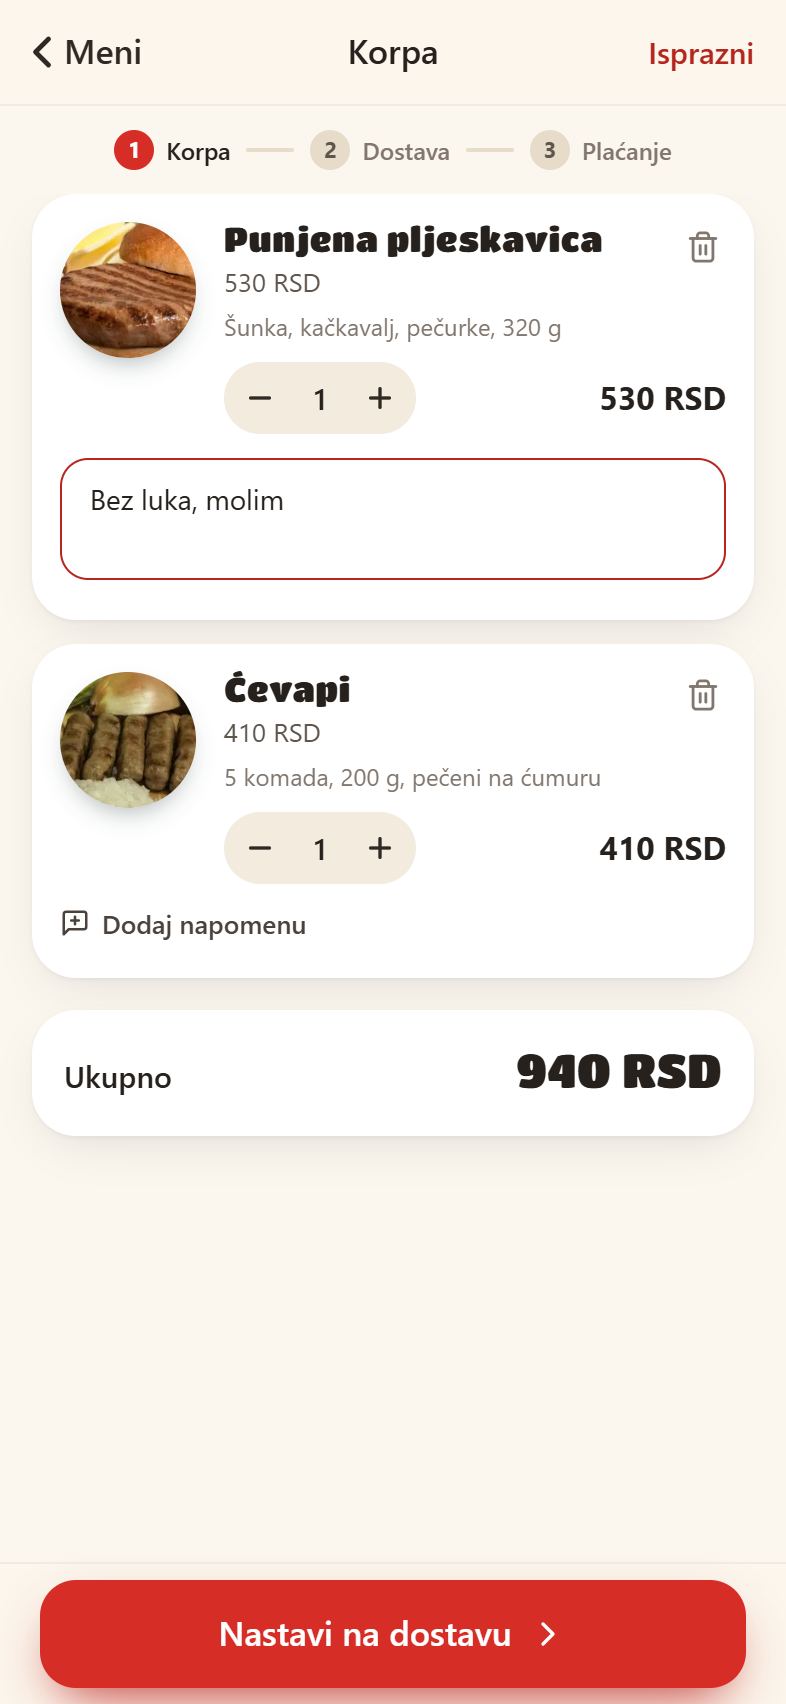 Meni
Korpa
Isprazni
1 Korpa 2 Dostava 3 Plaćanje
Punjena pljeskavica
530 RSD
Šunka, kačkavalj, pečurke, 320 g
1
530 RSD
Bez luka, molim
Ćevapi
410 RSD
5 komada, 200 g, pečeni na ćumuru
1
410 RSD
Dodaj napomenu
Ukupno
940 RSD
Nastavi na dostavu